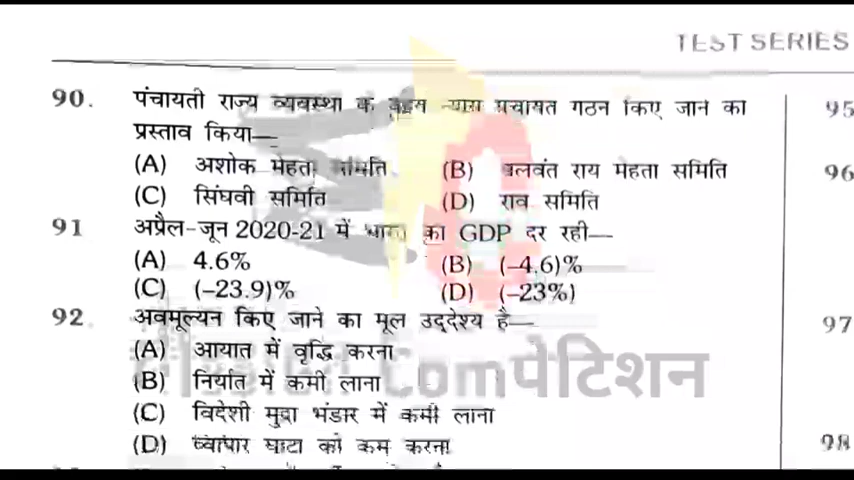 TEST SERIES
90. पंचायती राज्य व्यवस्था के न्याय पंचायत गठन किए जाने का
प्रस्ताव किया—
(A) अशोक मेहता समिति (B) बलवंत राय मेहता समिति
(C) सिंघवी समिति (D) राव समिति
91 अप्रैल-जून 2020-21 में भारत का GDP दर रही—
(A) 4.6% (B) (–4.6)%
(C) (–23.9)% (D) (–23%)
92. अवमूल्यन किए जाने का मूल उद्देश्य है—
(A) आयात में वृद्धि करना
(B) निर्यात में कमी लाना
(C) विदेशी मुद्रा भंडार में कमी लाना
(D) व्यापार घाटा को कम करना
95
96
97
98
Comपेटिशन